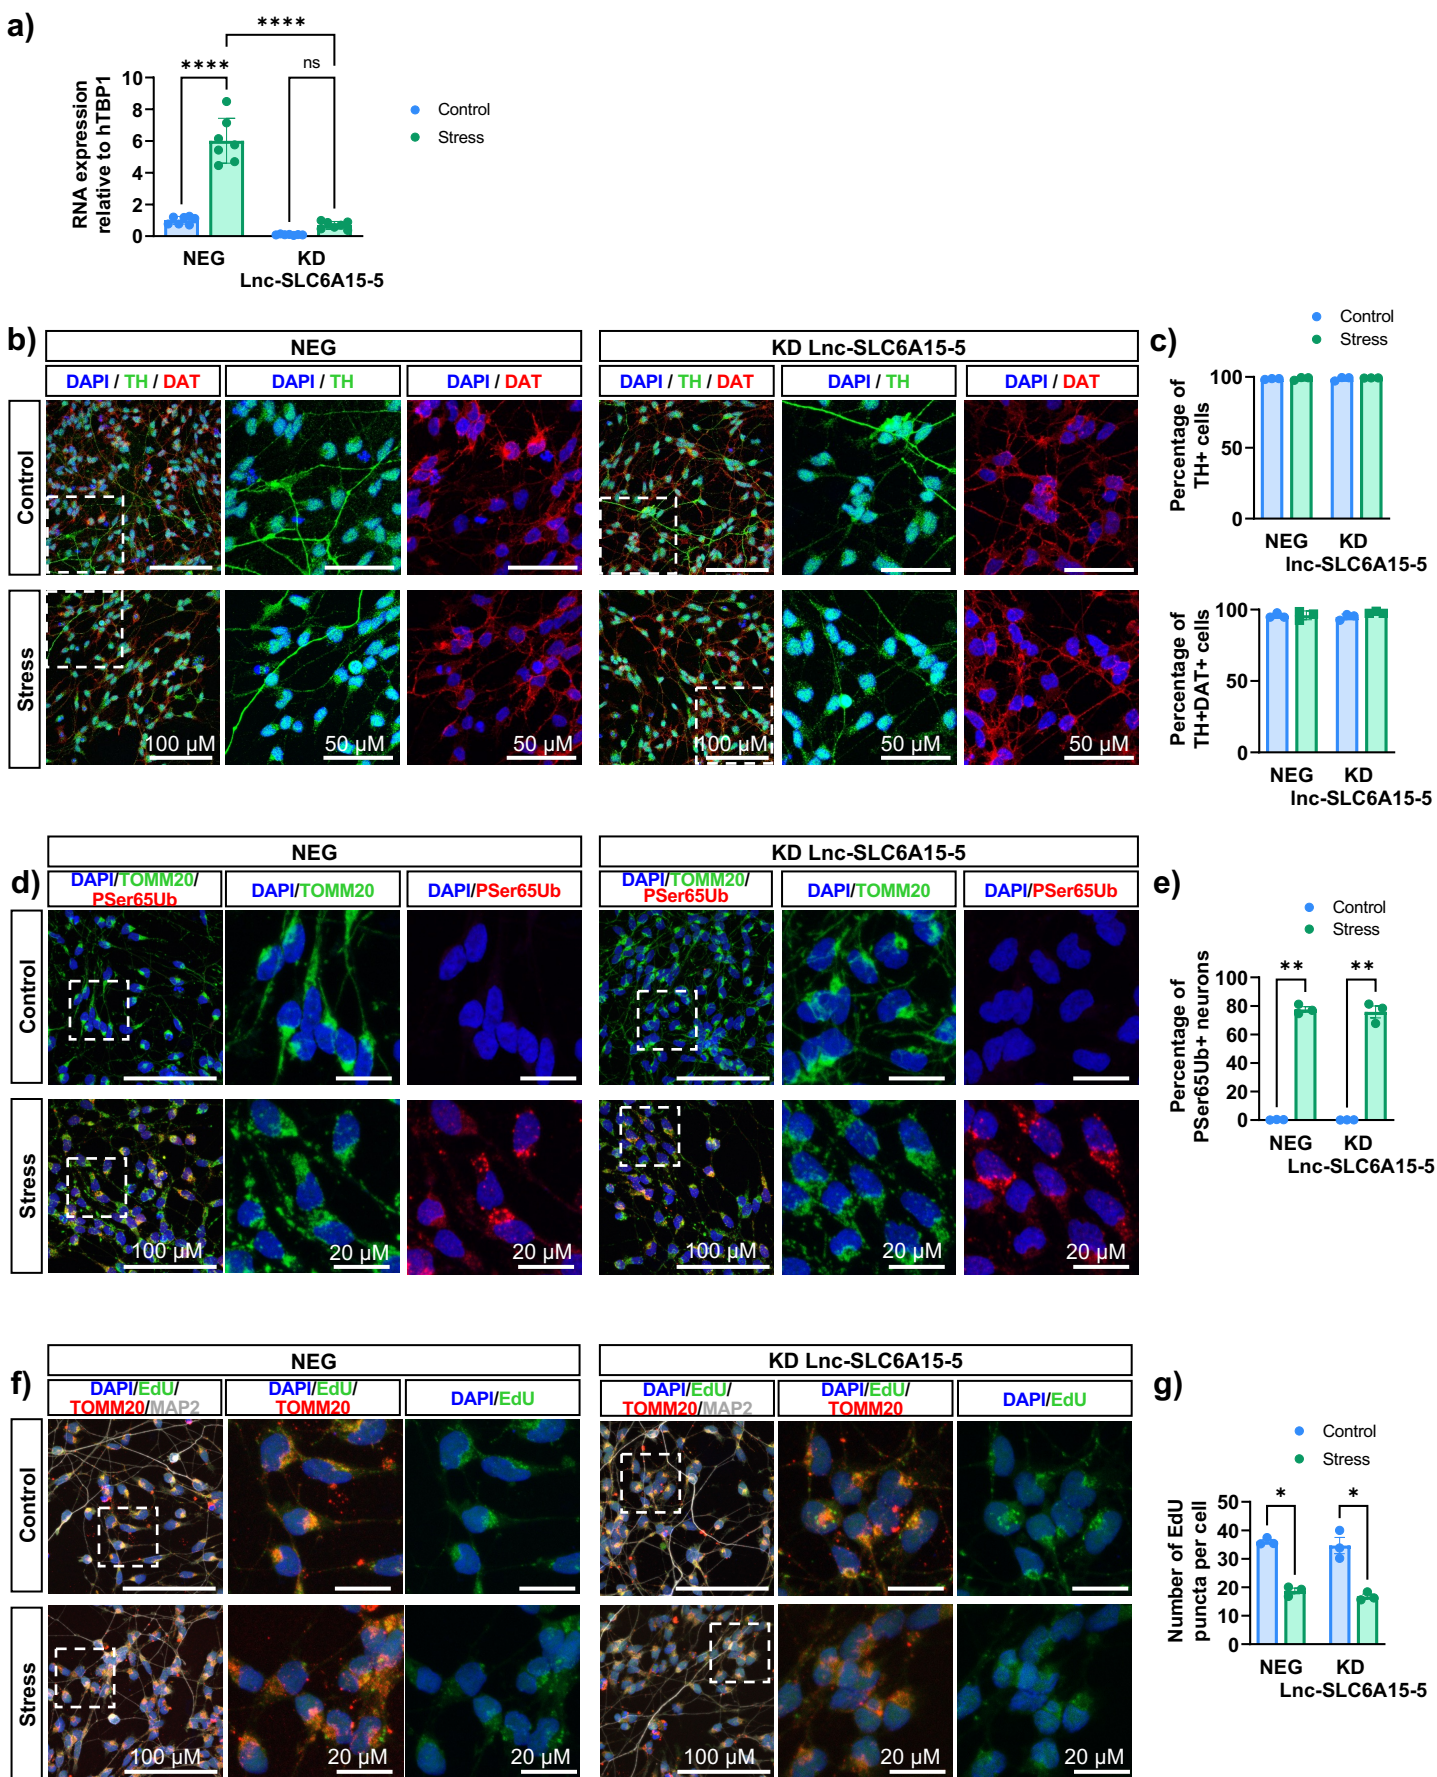 a)
****
****
ns
RNA expression
relative to hTBP1
10
8
6
4
2
0
Control
Stress
NEG
KD
Lnc-SLC6A15-5
b)
NEG
KD Lnc-SLC6A15-5
DAPI / TH / DAT
DAPI / TH
DAPI / DAT
DAPI / TH / DAT
DAPI / TH
DAPI / DAT
Control
Stress
100 µM
50 µM
50 µM
100 µM
50 µM
50 µM
c)
Control
Stress
Percentage of
TH+ cells
100
50
0
NEG
KD
lnc-SLC6A15-5
Percentage of
TH+DAT+ cells
100
50
0
NEG
KD
lnc-SLC6A15-5
d)
NEG
KD Lnc-SLC6A15-5
DAPI/TOMM20/
PSer65Ub
DAPI/TOMM20
DAPI/PSer65Ub
DAPI/TOMM20/
PSer65Ub
DAPI/TOMM20
DAPI/PSer65Ub
Control
Stress
100 µM
20 µM
20 µM
100 µM
20 µM
20 µM
e)
Control
Stress
**
**
Percentage of
PSer65Ub+ neurons
100
80
60
40
20
0
NEG
KD
Lnc-SLC6A15-5
f)
NEG
KD Lnc-SLC6A15-5
DAPI/EdU/
TOMM20/MAP2
DAPI/EdU/
TOMM20
DAPI/EdU
DAPI/EdU/
TOMM20/MAP2
DAPI/EdU/
TOMM20
DAPI/EdU
Control
Stress
100 µM
20 µM
20 µM
100 µM
20 µM
20 µM
g)
Control
Stress
*
*
Number of EdU
puncta per cell
50
40
30
20
10
0
NEG
KD
Lnc-SLC6A15-5